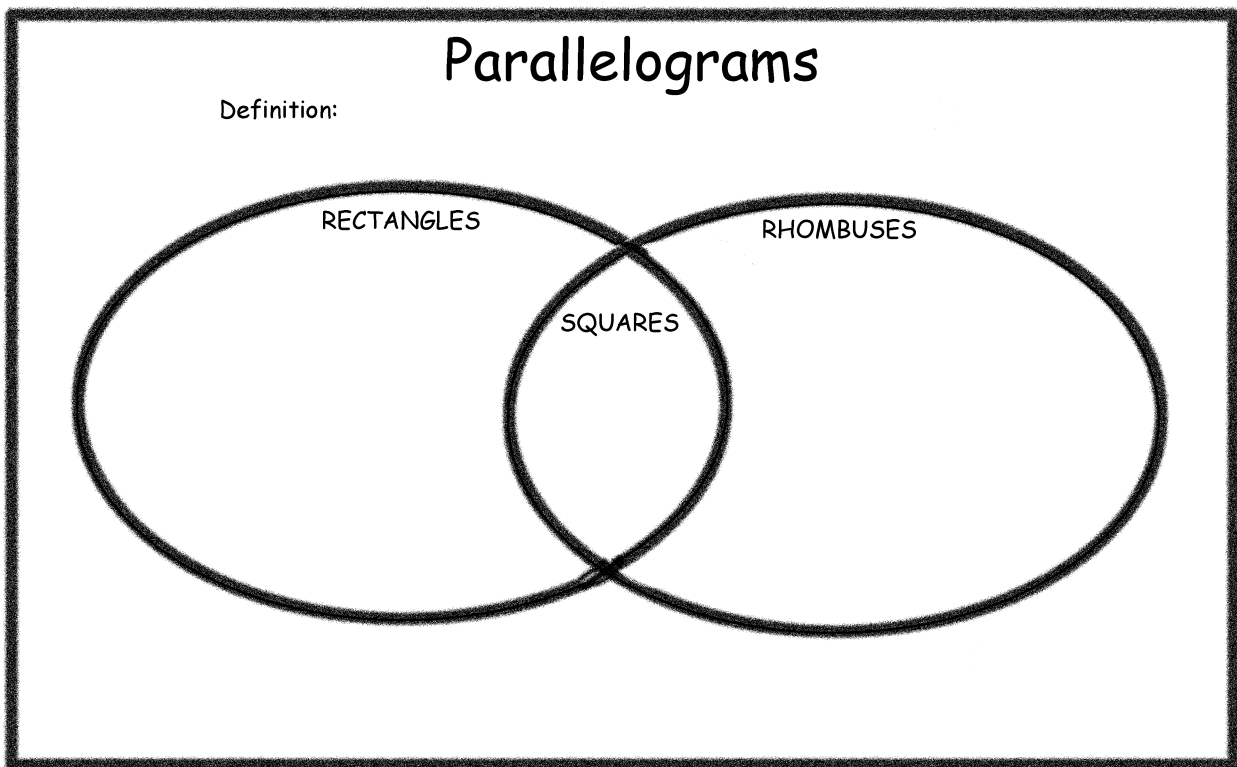 Parallelograms
Definition:
RECTANGLES
RHOMBUSES
SQUARES